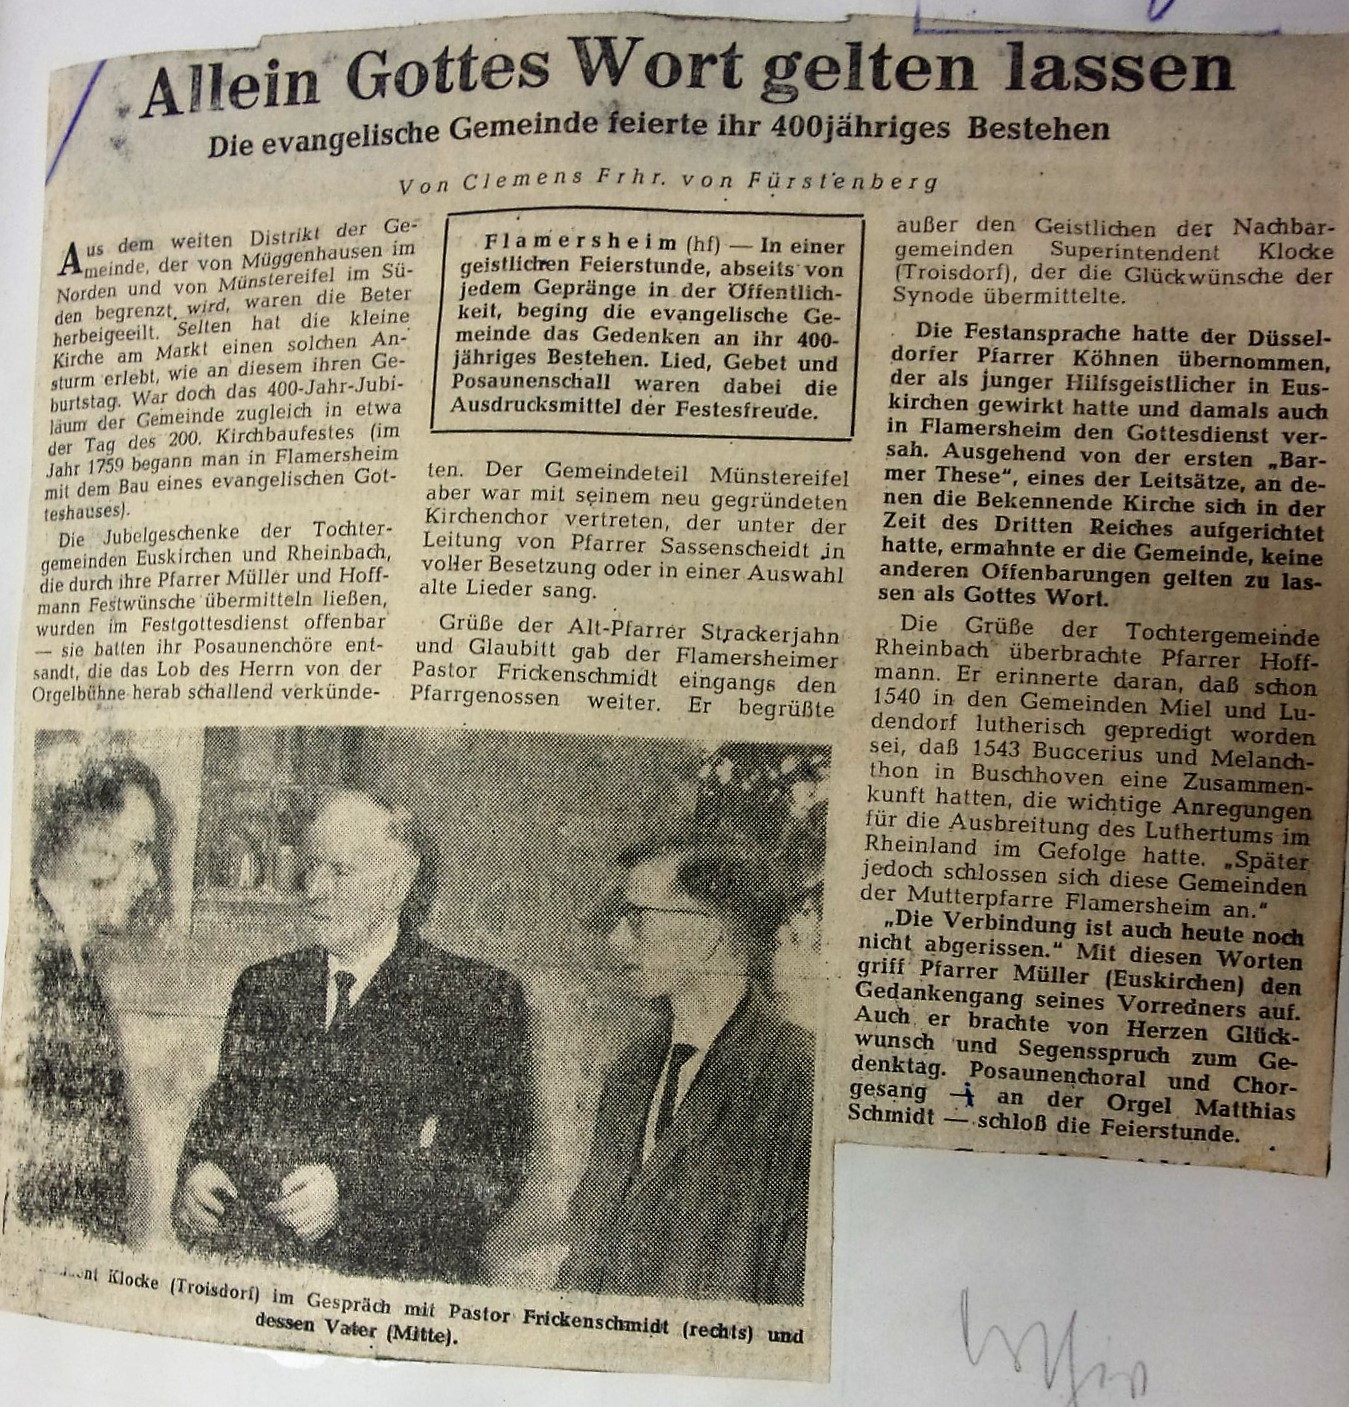 Allein Gottes Wort gelten lassen
Die evangelische Gemeinde feierte ihr 400jähriges Bestehen
Von Clemens Frhr. von Fürstenberg
Aus dem weiten Distrikt der Ge-
meinde, der von Müggenhausen im
Norden und von Münstereifel im Sü-
den begrenzt wird, waren die Beter
herbeigeeilt. Selten hat die kleine
Kirche am Markt einen solchen An-
sturm erlebt, wie an diesem ihren Ge-
burtstag. War doch das 400-Jahr-Jubi-
läum der Gemeinde zugleich in etwa
der Tag des 200. Kirchbaufestes (im
Jahr 1759 begann man in Flamersheim
mit dem Bau eines evangelischen Got-
teshauses).
Die Jubelgeschenke der Tochter-
gemeinden Euskirchen und Rheinbach,
die durch ihre Pfarrer Müller und Hoff-
mann Festwünsche übermitteln ließen,
wurden im Festgottesdienst offenbar
— sie hatten ihr Posaunenchöre ent-
sandt, die das Lob des Herrn von der
Orgelbühne herab schallend verkünde-
Flamersheim (hf) — In einer
geistlichen Feierstunde, abseits von
jedem Gepränge in der Öffentlich-
keit, beging die evangelische Ge-
meinde das Gedenken an ihr 400-
jähriges Bestehen. Lied, Gebet und
Posaunenschall waren dabei die
Ausdrucksmittel der Festesfreude.
ten. Der Gemeindeteil Münstereifel
aber war mit seinem neu gegründeten
Kirchenchor vertreten, der unter der
Leitung von Pfarrer Sassenscheidt in
voller Besetzung oder in einer Auswahl
alte Lieder sang.
Grüße der Alt-Pfarrer Strackerjahn
und Glaubitt gab der Flamersheimer
Pastor Frickenschmidt eingangs den
Pfarrgenossen weiter. Er begrüßte
außer den Geistlichen der Nachbar-
gemeinden Superintendent Klocke
(Troisdorf), der die Glückwünsche der
Synode übermittelte.
Die Festansprache hatte der Düssel-
dorfer Pfarrer Köhnen übernommen,
der als junger Hilfsgeistlicher in Eus-
kirchen gewirkt hatte und damals auch
in Flamersheim den Gottesdienst ver-
sah. Ausgehend von der ersten „Bar-
mer These“, eines der Leitsätze, an de-
nen die Bekennende Kirche sich in der
Zeit des Dritten Reiches aufgerichtet
hatte, ermahnte er die Gemeinde, keine
anderen Offenbarungen gelten zu las-
sen als Gottes Wort.
Die Grüße der Tochtergemeinde
Rheinbach überbrachte Pfarrer Hoff-
mann. Er erinnerte daran, daß schon
1540 in den Gemeinden Miel und Lu-
dendorf lutherisch gepredigt worden
sei, daß 1543 Buccerius und Melanch-
thon in Buschhoven eine Zusammen-
kunft hatten, die wichtige Anregungen
für die Ausbreitung des Luthertums im
Rheinland im Gefolge hatte. „Später
jedoch schlossen sich diese Gemeinden
der Mutterpfarre Flamersheim an.“
„Die Verbindung ist auch heute noch
nicht abgerissen.“ Mit diesen Worten
griff Pfarrer Müller (Euskirchen) den
Gedankengang seines Vorredners auf.
Auch er brachte von Herzen Glück-
wunsch und Segensspruch zum Ge-
denktag. Posaunenchoral und Chor-
gesang — an der Orgel Matthias
Schmidt — schloß die Feierstunde.
Klocke (Troisdorf) im Gespräch mit Pastor Frickenschmidt (rechts) und
dessen Vater (Mitte).